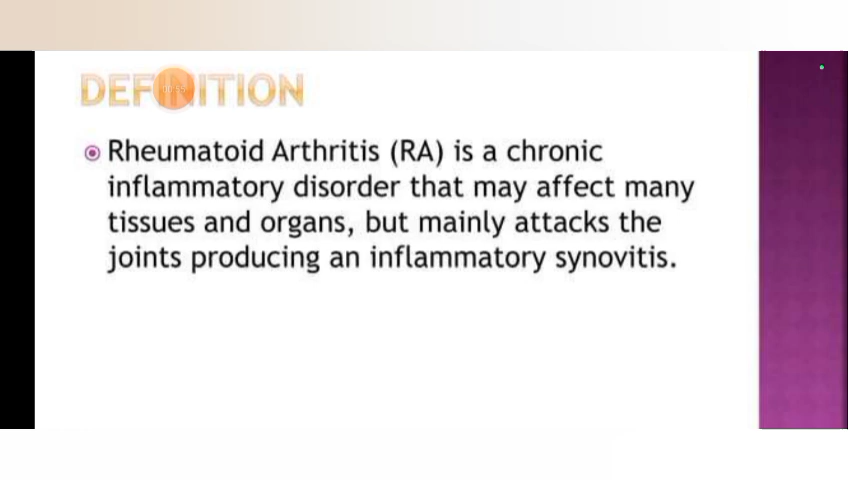 DEFINITION
Rheumatoid Arthritis (RA) is a chronic
inflammatory disorder that may affect many
tissues and organs, but mainly attacks the
joints producing an inflammatory synovitis.